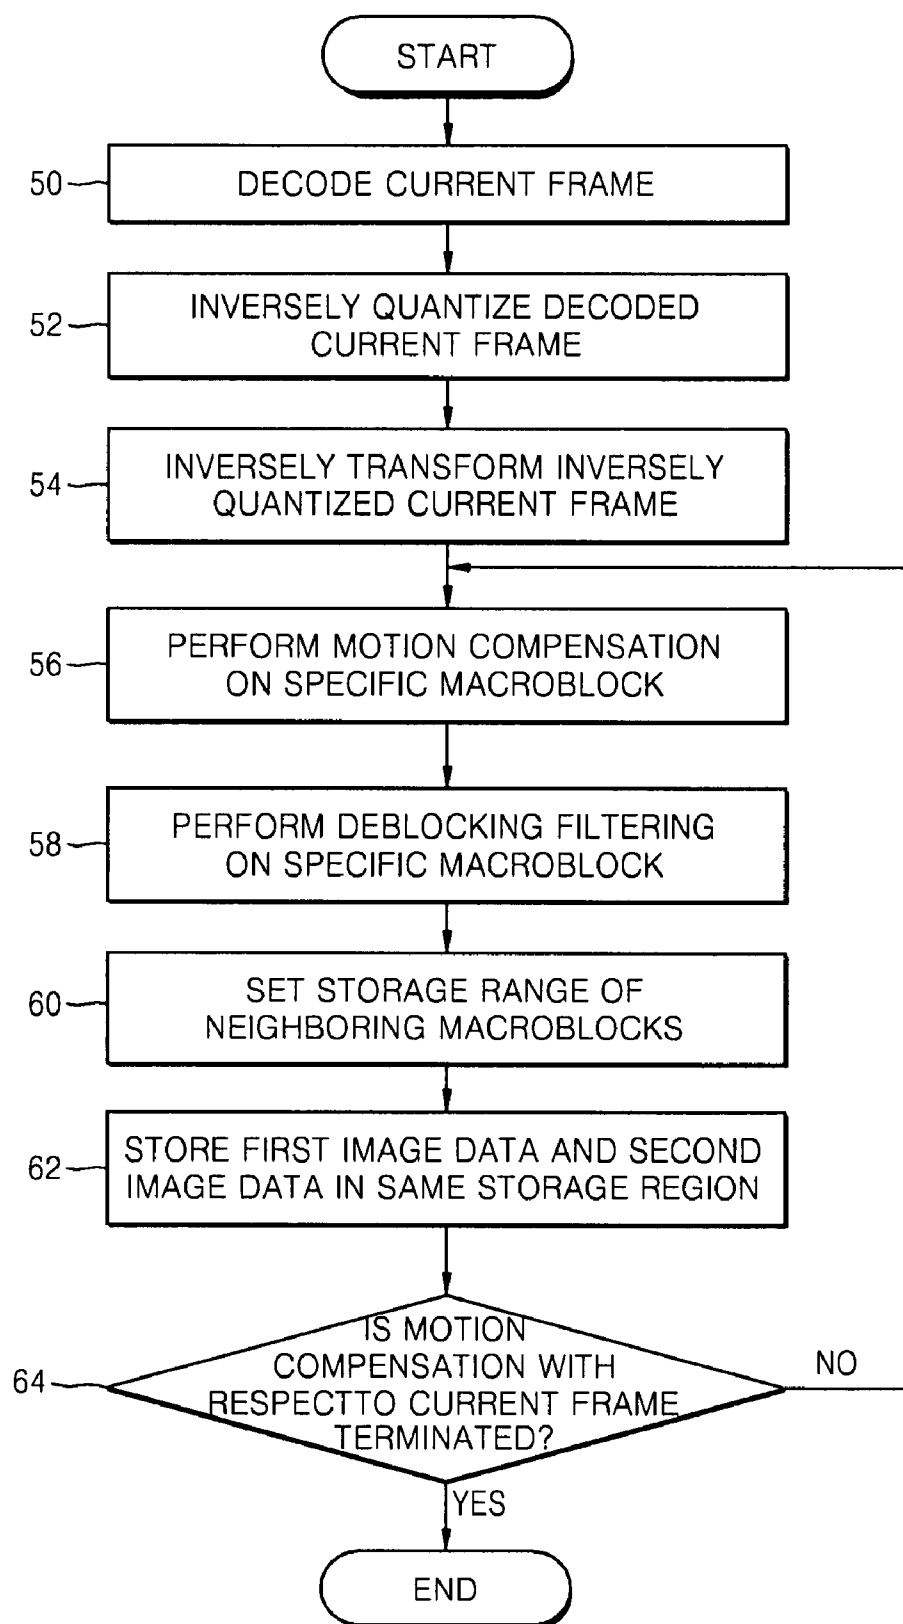 START
50
DECODE CURRENT FRAME
52
INVERSELY QUANTIZE DECODED
CURRENT FRAME
54
INVERSELY TRANSFORM INVERSELY
QUANTIZED CURRENT FRAME
56
PERFORM MOTION COMPENSATION
ON SPECIFIC MACROBLOCK
58
PERFORM DEBLOCKING FILTERING
ON SPECIFIC MACROBLOCK
60
SET STORAGE RANGE OF
NEIGHBORING MACROBLOCKS
62
STORE FIRST IMAGE DATA AND SECOND
IMAGE DATA IN SAME STORAGE REGION
64
IS MOTION
COMPENSATION WITH
RESPECTTO CURRENT FRAME
TERMINATED?
NO
YES
END